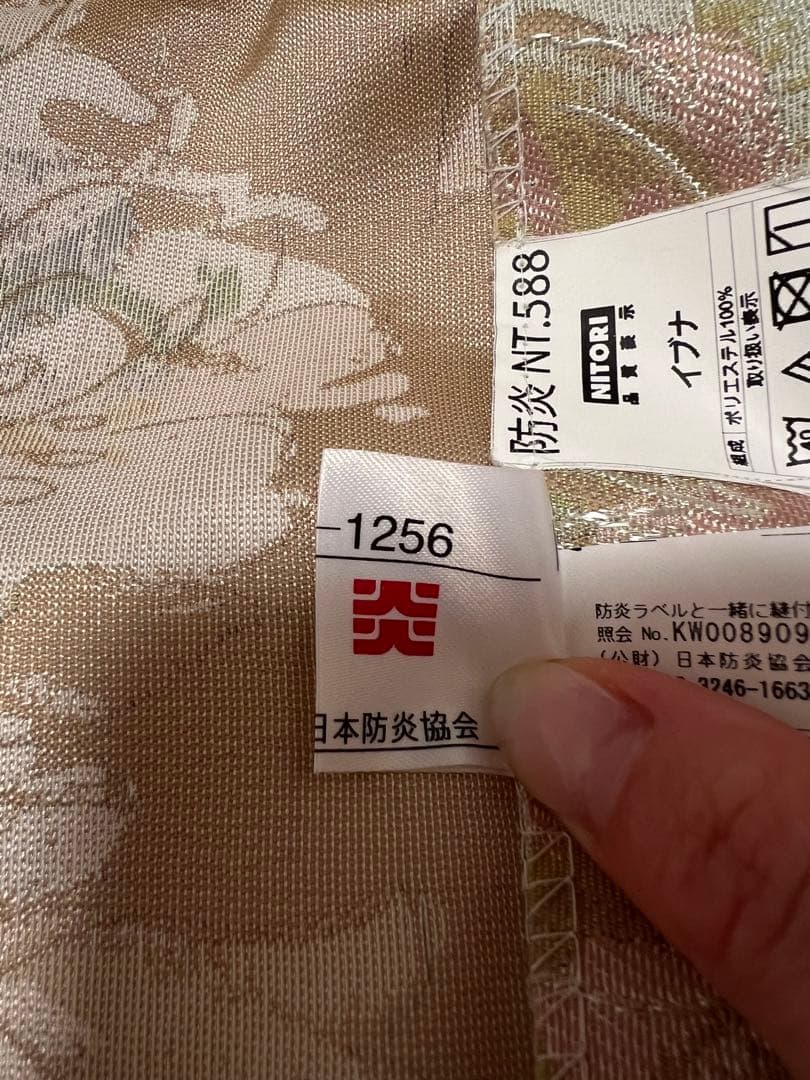 防炎 NT.588
NITORI
品質表示
イブナ
組成 ポリエステル100%
取り扱い表示
40
-1256
炎
日本防炎協会
防炎ラベルと一緒に縫付
照会 No.KW008909
(公財) 日本防炎協会
3246-1663